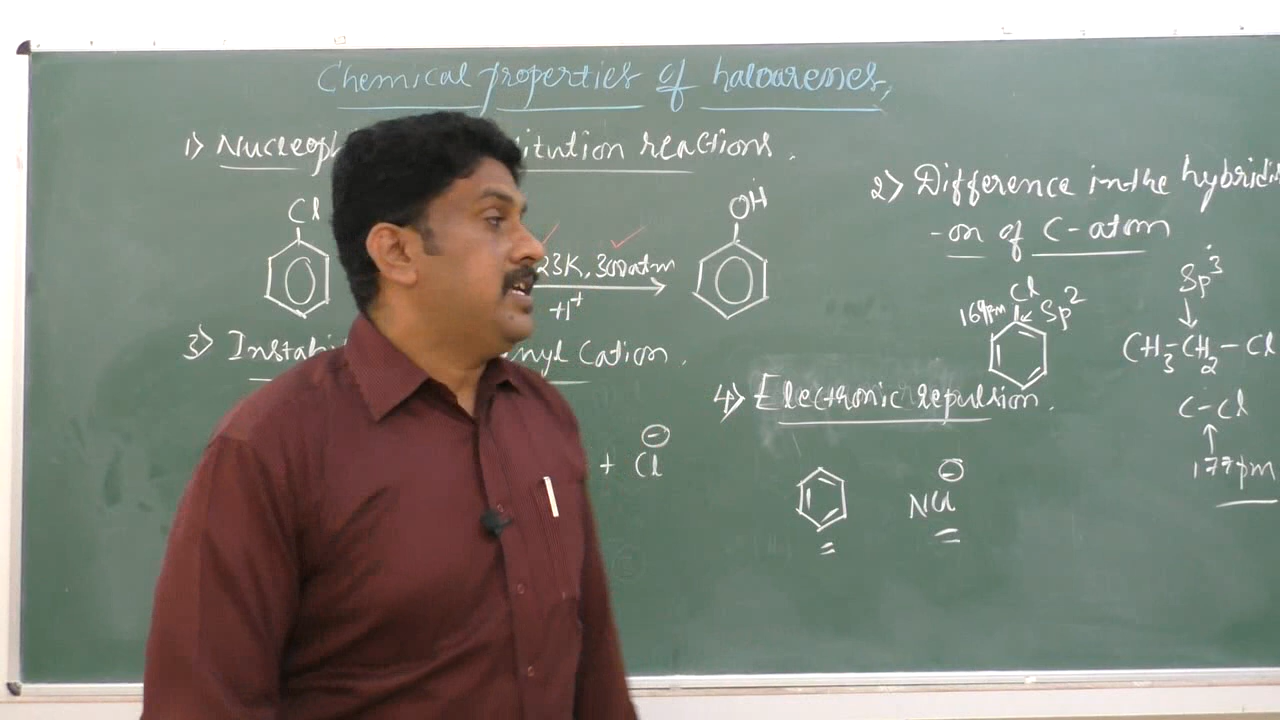 Chemical properties of haloarenes,
1) Nucleop itution reactions.
Cl
23K, 300atm
+H+
OH
2) Difference in the hybridi
-on of C-atom
Cl
169pm
Sp2
Sp3
CH3-CH2-Cl
C-Cl
177pm
3) Instabi nyl Cation.
+ Cl⊖
4) Electronic repulsion.
Nu⊖